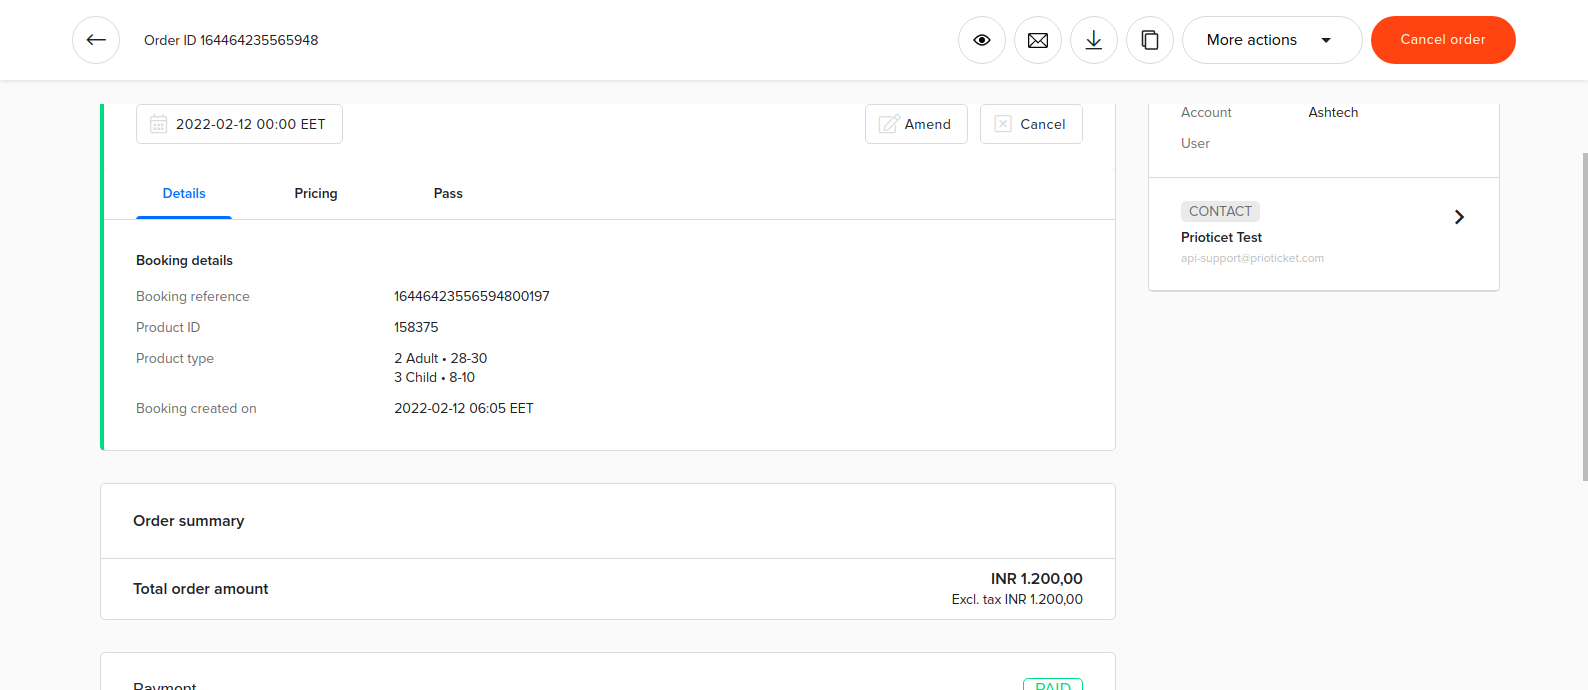 Order ID 164464235565948
More actions
Cancel order
2022-02-12 00:00 EET
Amend
Cancel
Details
Pricing
Pass
Booking details
Booking reference 16446423556594800197
Product ID 158375
Product type 2 Adult • 28-30
3 Child • 8-10
Booking created on 2022-02-12 06:05 EET
Order summary
Total order amount INR 1.200,00
Excl. tax INR 1.200,00
Payment PAID
Account Ashtech
User
CONTACT
Prioticet Test
api-support@prioticket.com